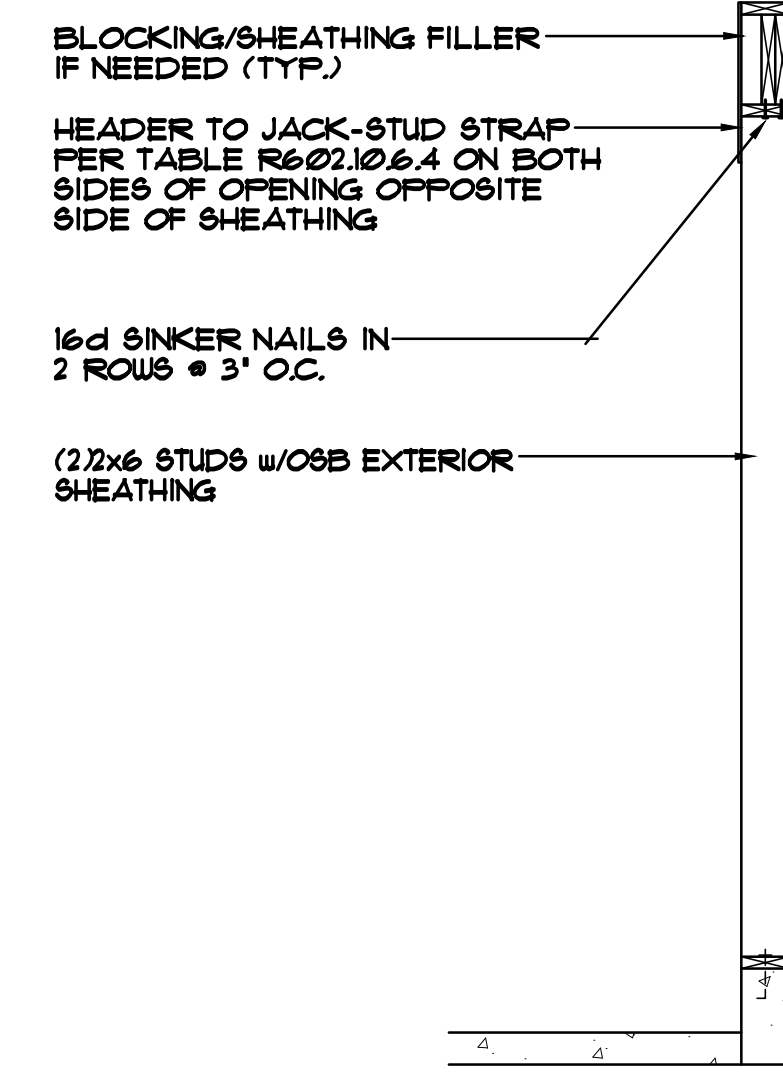 BLOCKING/SHEATHING FILLER
IF NEEDED (TYP.)
HEADER TO JACK-STUD STRAP
PER TABLE R602.10.6.4 ON BOTH
SIDES OF OPENING OPPOSITE
SIDE OF SHEATHING
16d SINKER NAILS IN
2 ROWS @ 3" O.C.
(2)2x6 STUDS w/OSB EXTERIOR
SHEATHING